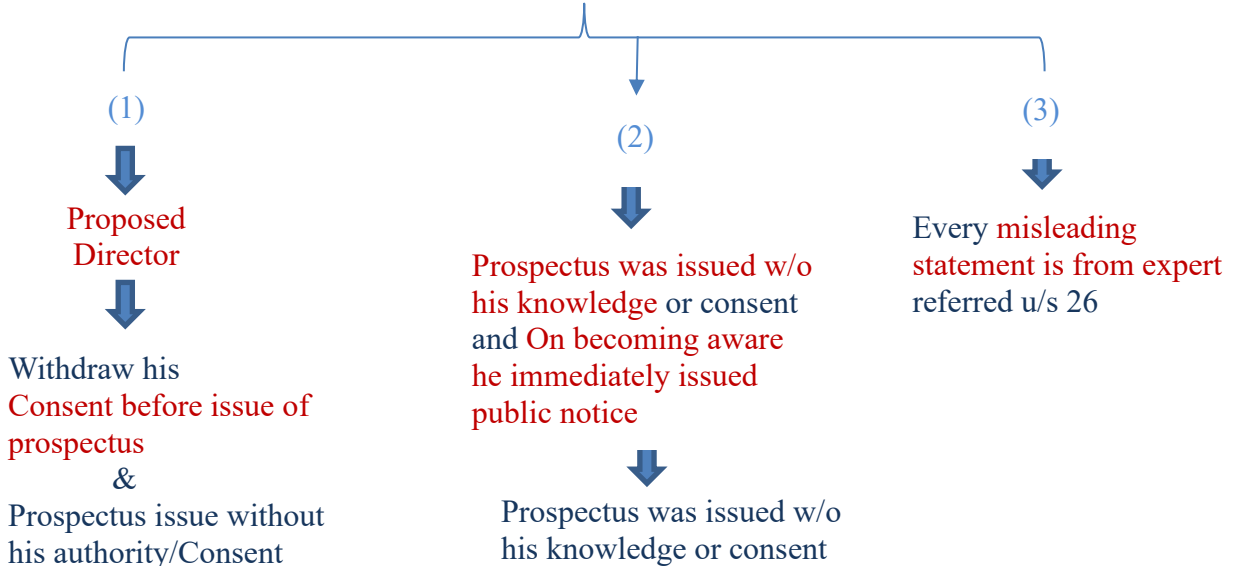 (1)
Proposed
Director
Withdraw his
Consent before issue of
prospectus
&
Prospectus issue without
his authority/Consent
(2)
Prospectus was issued w/o
his knowledge or consent
and On becoming aware
he immediately issued
public notice
Prospectus was issued w/o
his knowledge or consent
(3)
Every misleading
statement is from expert
referred u/s 26